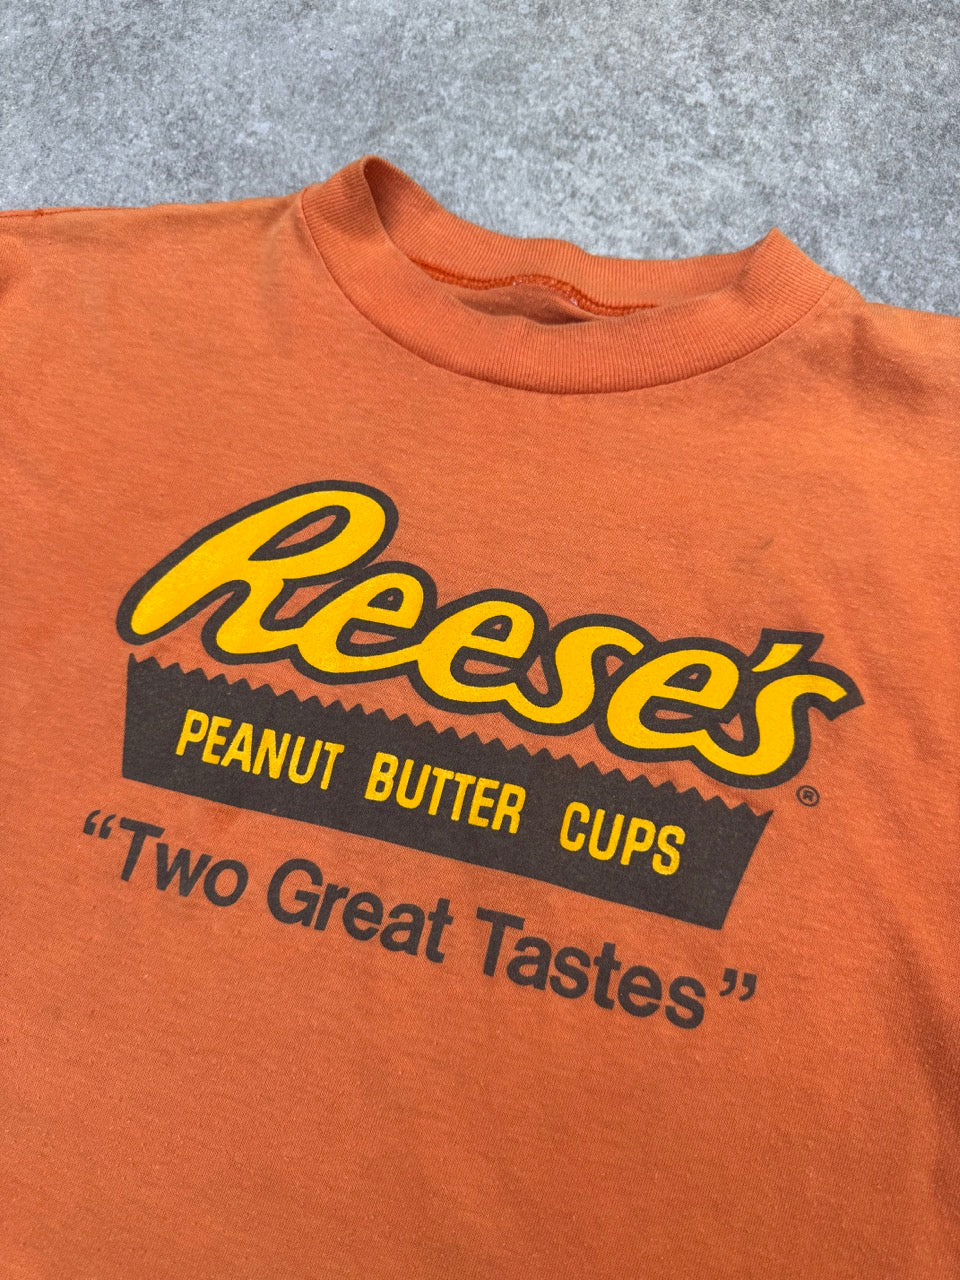 Reese's
®
PEANUT BUTTER CUPS
“Two Great Tastes”